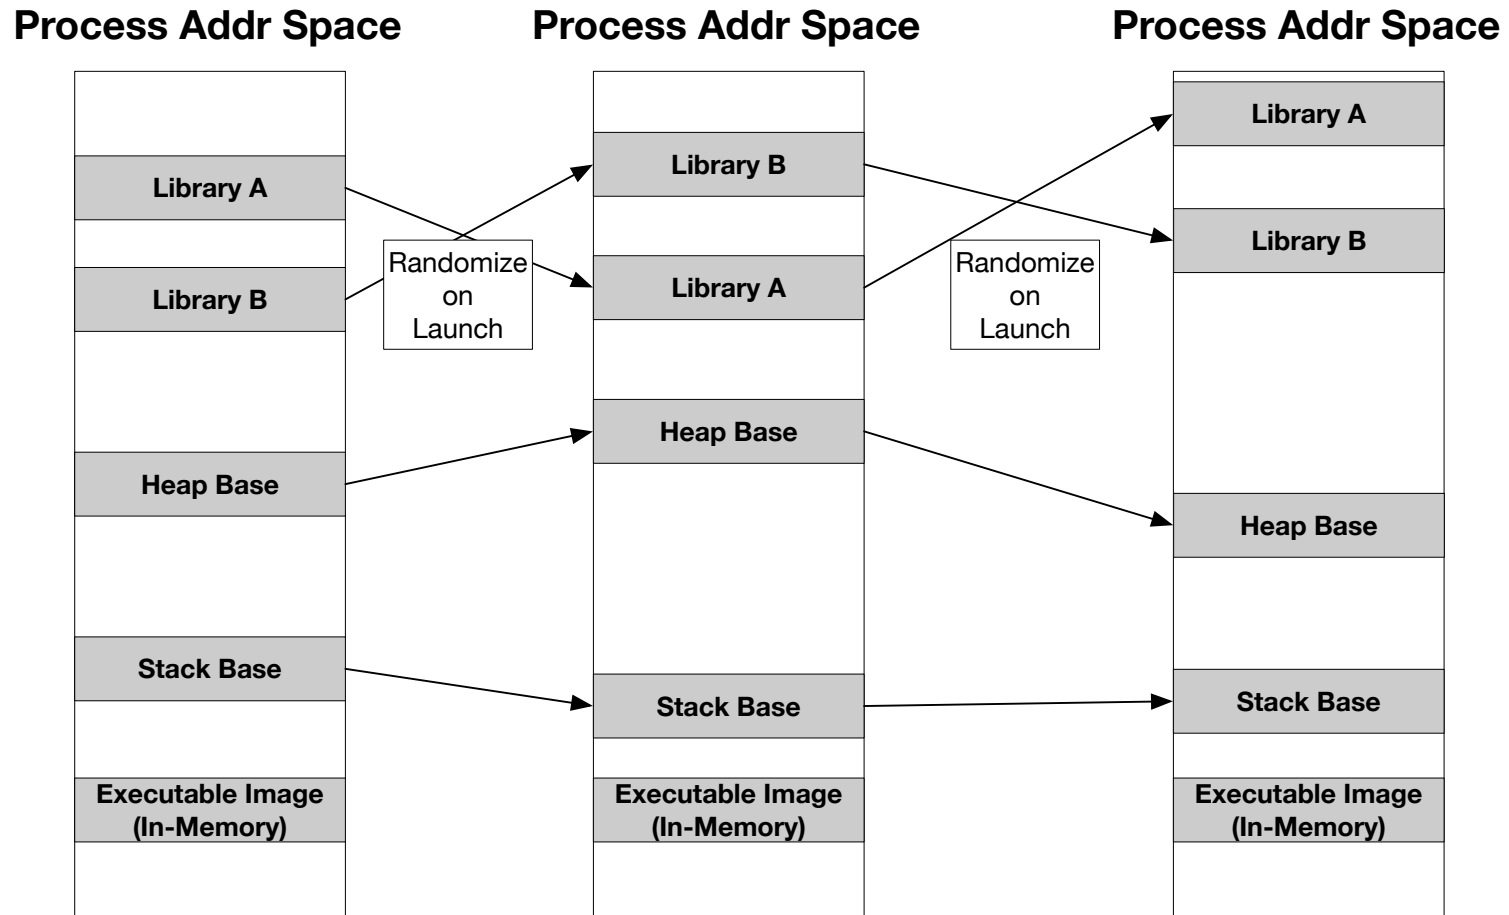 Process Addr Space
Process Addr Space
Process Addr Space
Library A
Library B
Heap Base
Stack Base
Executable Image
(In-Memory)
Randomize
on
Launch
Library B
Library A
Heap Base
Stack Base
Executable Image
(In-Memory)
Randomize
on
Launch
Library A
Library B
Heap Base
Stack Base
Executable Image
(In-Memory)